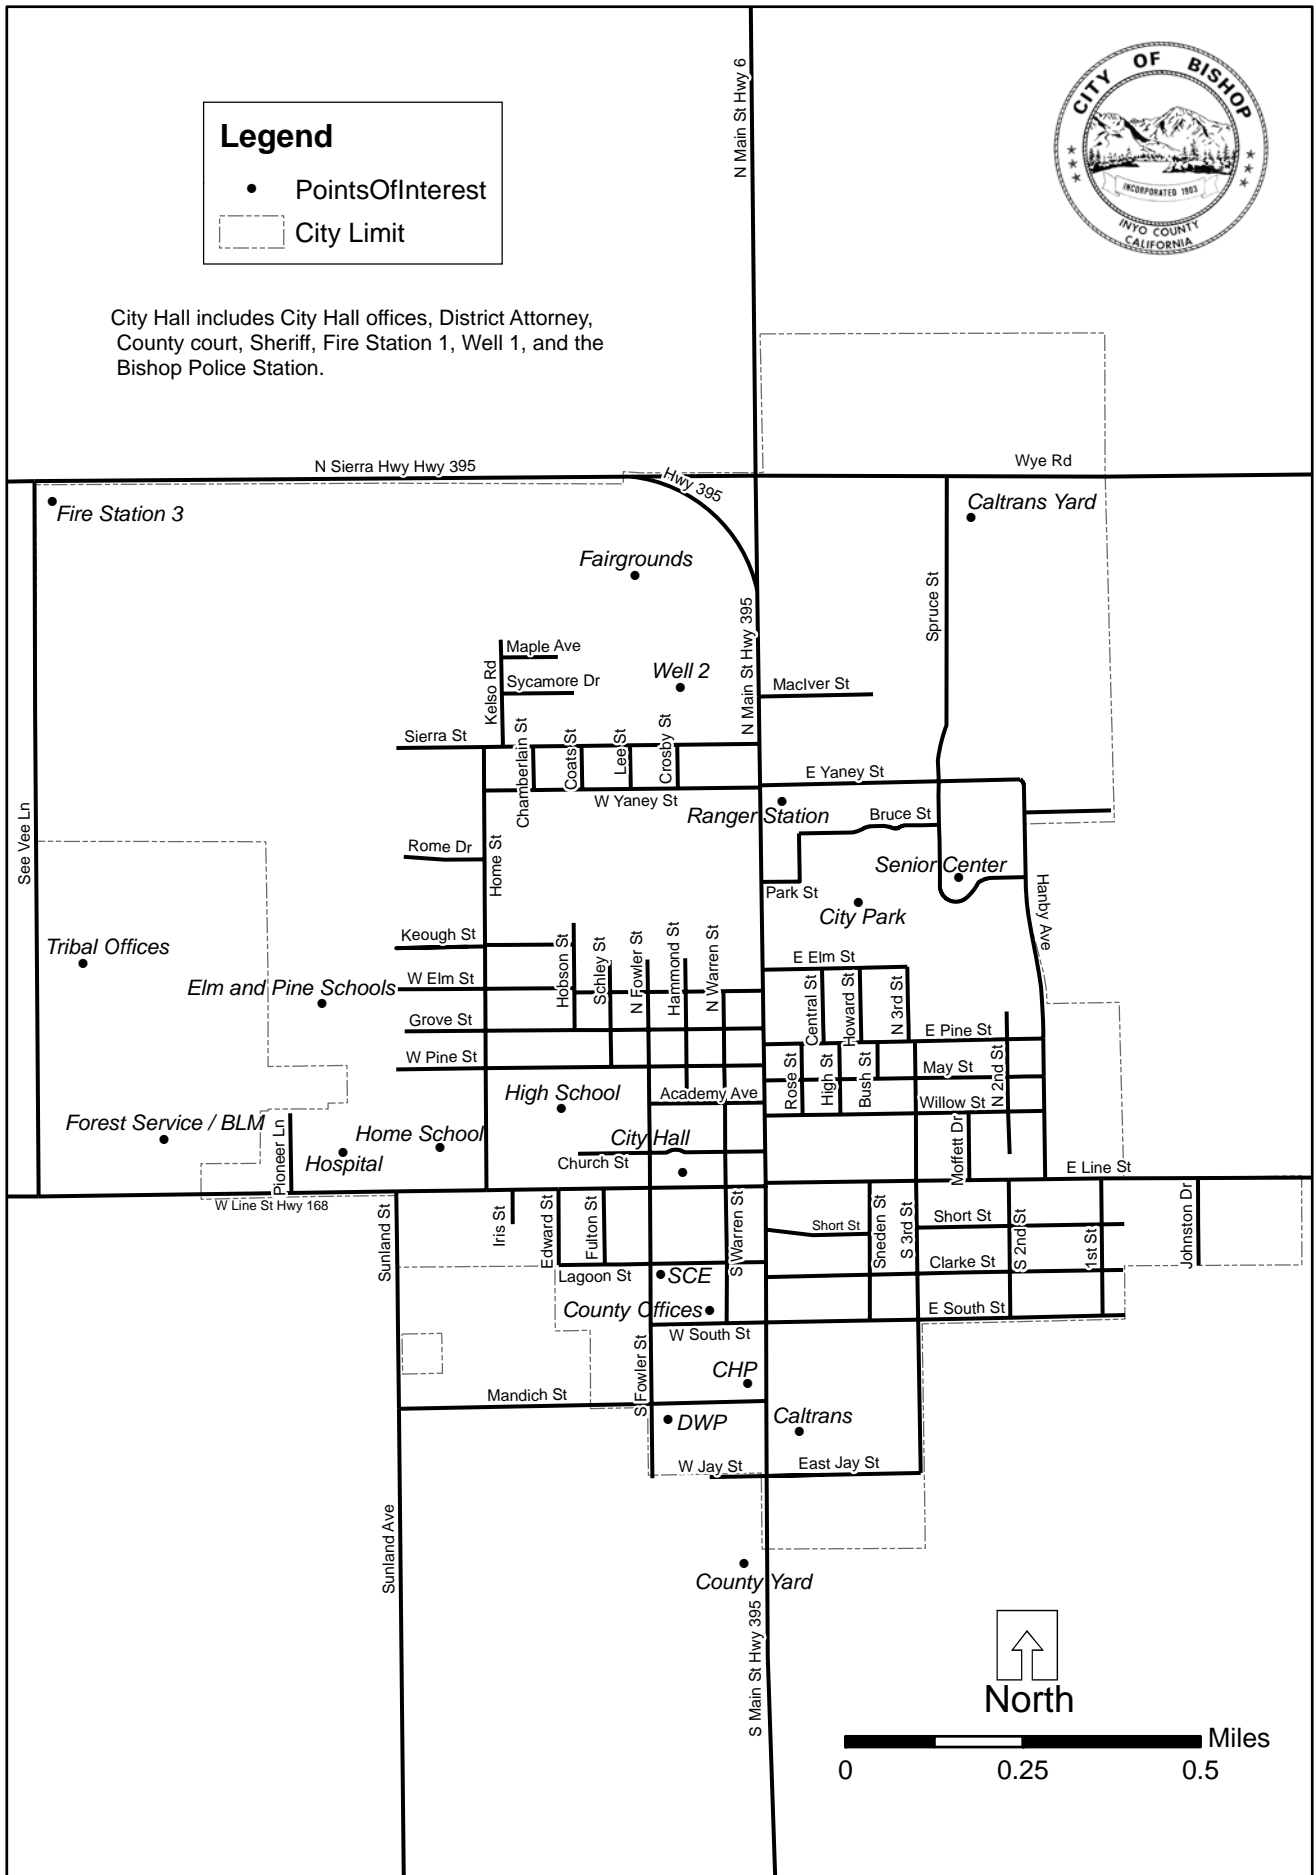 N Main St Hwy 6
CITY OF BISHOP
INCORPORATED 1903
INYO COUNTY
CALIFORNIA
Legend
PointsOfInterest
City Limit
City Hall includes City Hall offices, District Attorney,
County court, Sheriff, Fire Station 1, Well 1, and the
Bishop Police Station.
N Sierra Hwy Hwy 395
Hwy 395
Wye Rd
Fire Station 3
Caltrans Yard
Fairgrounds
Spruce St
N Main St Hwy 395
Maple Ave
Kelso Rd
Sycamore Dr
Well 2
MacIver St
Sierra St
Chamberlain St
Coats St
Lee St
Crosby St
E Yaney St
W Yaney St
Ranger Station
Bruce St
See Vee Ln
Rome Dr
Home St
Senior Center
Park St
City Park
Hanby Ave
Keough St
Tribal Offices
Hobson St
Schley St
N Fowler St
Hammond St
N Warren St
E Elm St
W Elm St
Elm and Pine Schools
Central St
Howard St
N 3rd St
Grove St
E Pine St
W Pine St
Rose St
High St
Bush St
May St
N 2nd St
High School
Academy Ave
Willow St
Forest Service / BLM
Pioneer Ln
Home School
Hospital
City Hall
Church St
Moffett Dr
E Line St
W Line St Hwy 168
Sunland St
Iris St
Edward St
Fulton St
S Warren St
Short St
Sneden St
S 3rd St
Short St
S 2nd St
1st St
Johnston Dr
Lagoon St
SCE
Clarke St
County Offices
E South St
W South St
S Fowler St
CHP
Mandich St
DWP
Caltrans
W Jay St
East Jay St
Sunland Ave
County Yard
S Main St Hwy 395
North
Miles
0 0.25 0.5